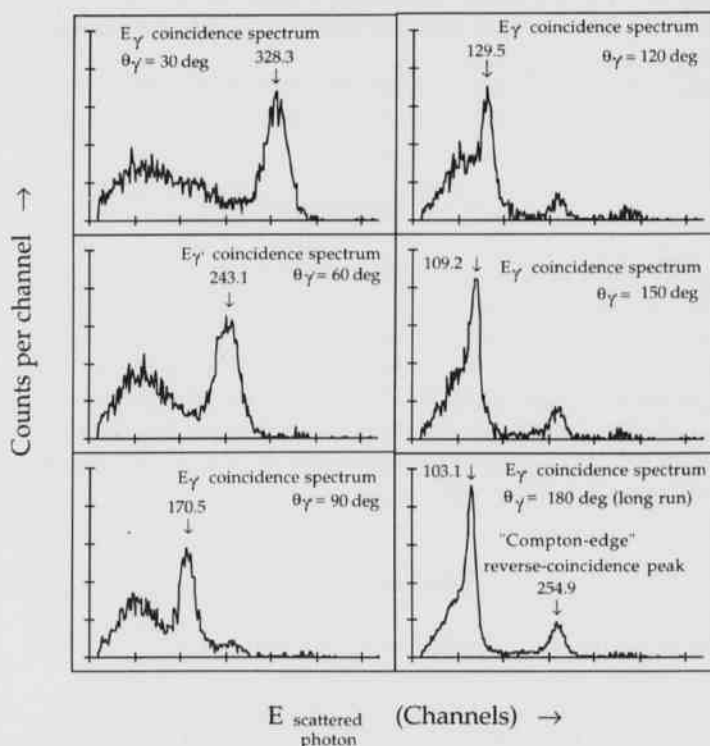 Eγ coincidence spectrum
θγ = 30 deg
328.3
↓
Eγ coincidence spectrum
129.5
θγ = 120 deg
↓
Eγ coincidence spectrum
θγ = 60 deg
243.1
↓
109.2 ↓
Eγ coincidence spectrum
θγ = 150 deg
Eγ coincidence spectrum
θγ = 90 deg
170.5
↓
103.1 ↓
Eγ coincidence spectrum
θγ = 180 deg (long run)
"Compton-edge"
reverse-coincidence peak
254.9
↓
Counts per channel →
E scattered photon (Channels) →